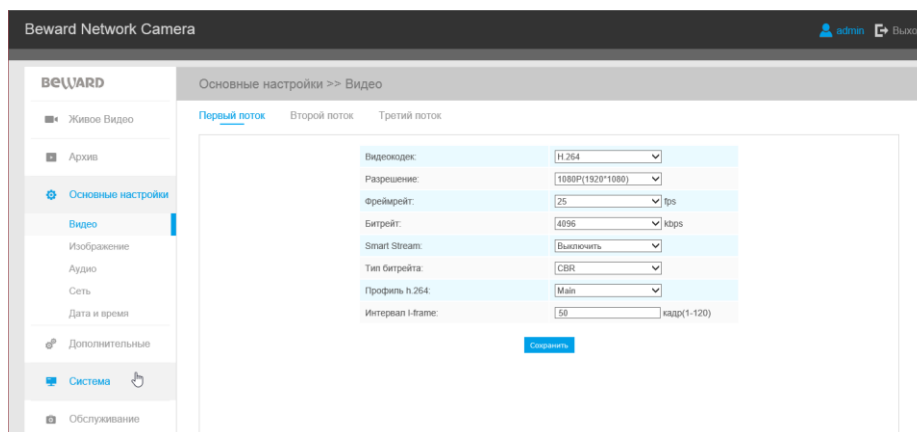 Beward Network Camera
admin Выхо
BEWARD
Основные настройки >> Видео
Живое Видео
Архив
Основные настройки
Видео
Изображение
Аудио
Сеть
Дата и время
Дополнительные
Система
Обслуживание
Первый поток Второй поток Третий поток
Видеокодек: H.264
Разрешение: 1080P(1920*1080)
Фреймрейт: 25 fps
Битрейт: 4096 kbps
Smart Stream: Выключить
Тип битрейта: CBR
Профиль h.264: Main
Интервал I-frame: 50 кадр(1-120)
Сохранить